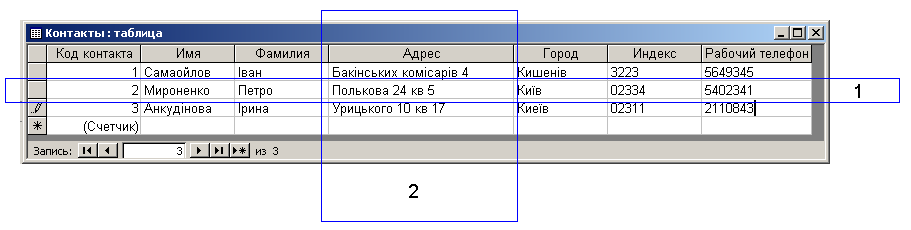 Контакты : таблица
Код контакта Имя Фамилия Адрес Город Индекс Рабочий телефон
1 Самаойлов Іван Бакінських комісарів 4 Кишенів 3223 5649345
2 Мироненко Петро Полькова 24 кв 5 Київ 02334 5402341
1
3 Анкудінова Ірина Урицького 10 кв 17 Киеїв 02311 2110843
(Счетчик)
Запись: 3 из 3
2